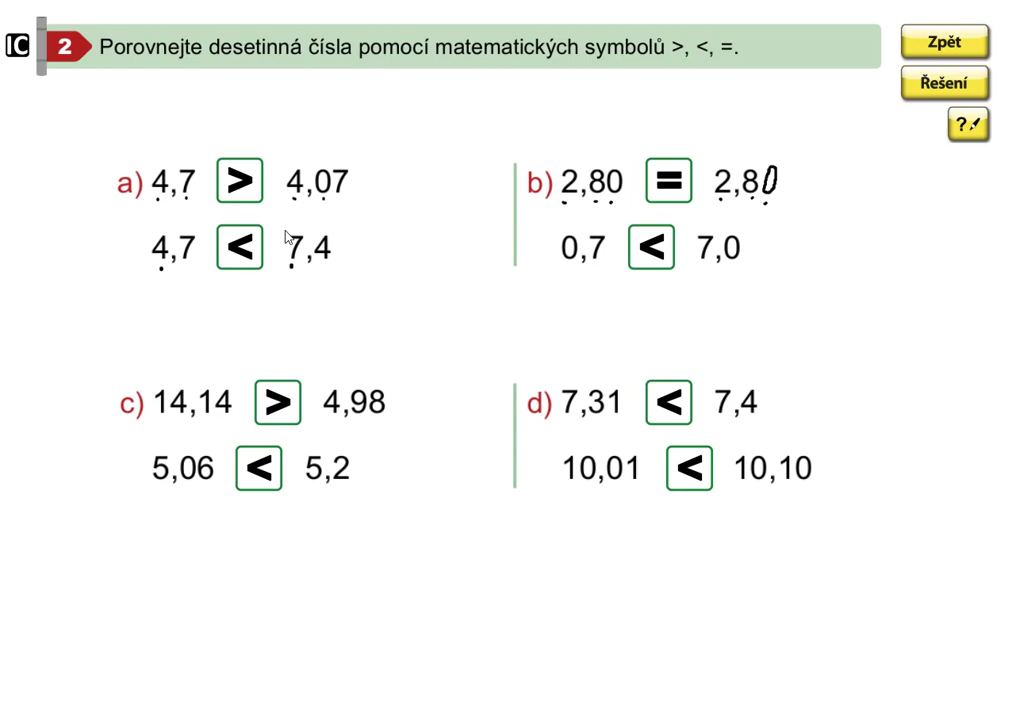 IC 2 Porovnejte desetinná čísla pomocí matematických symbolů >, <, =.
Zpět
Řešení
?
a) 4,7 > 4,07
4,7 < 7,4
b) 2,80 = 2,80
0,7 < 7,0
c) 14,14 > 4,98
5,06 < 5,2
d) 7,31 < 7,4
10,01 < 10,10